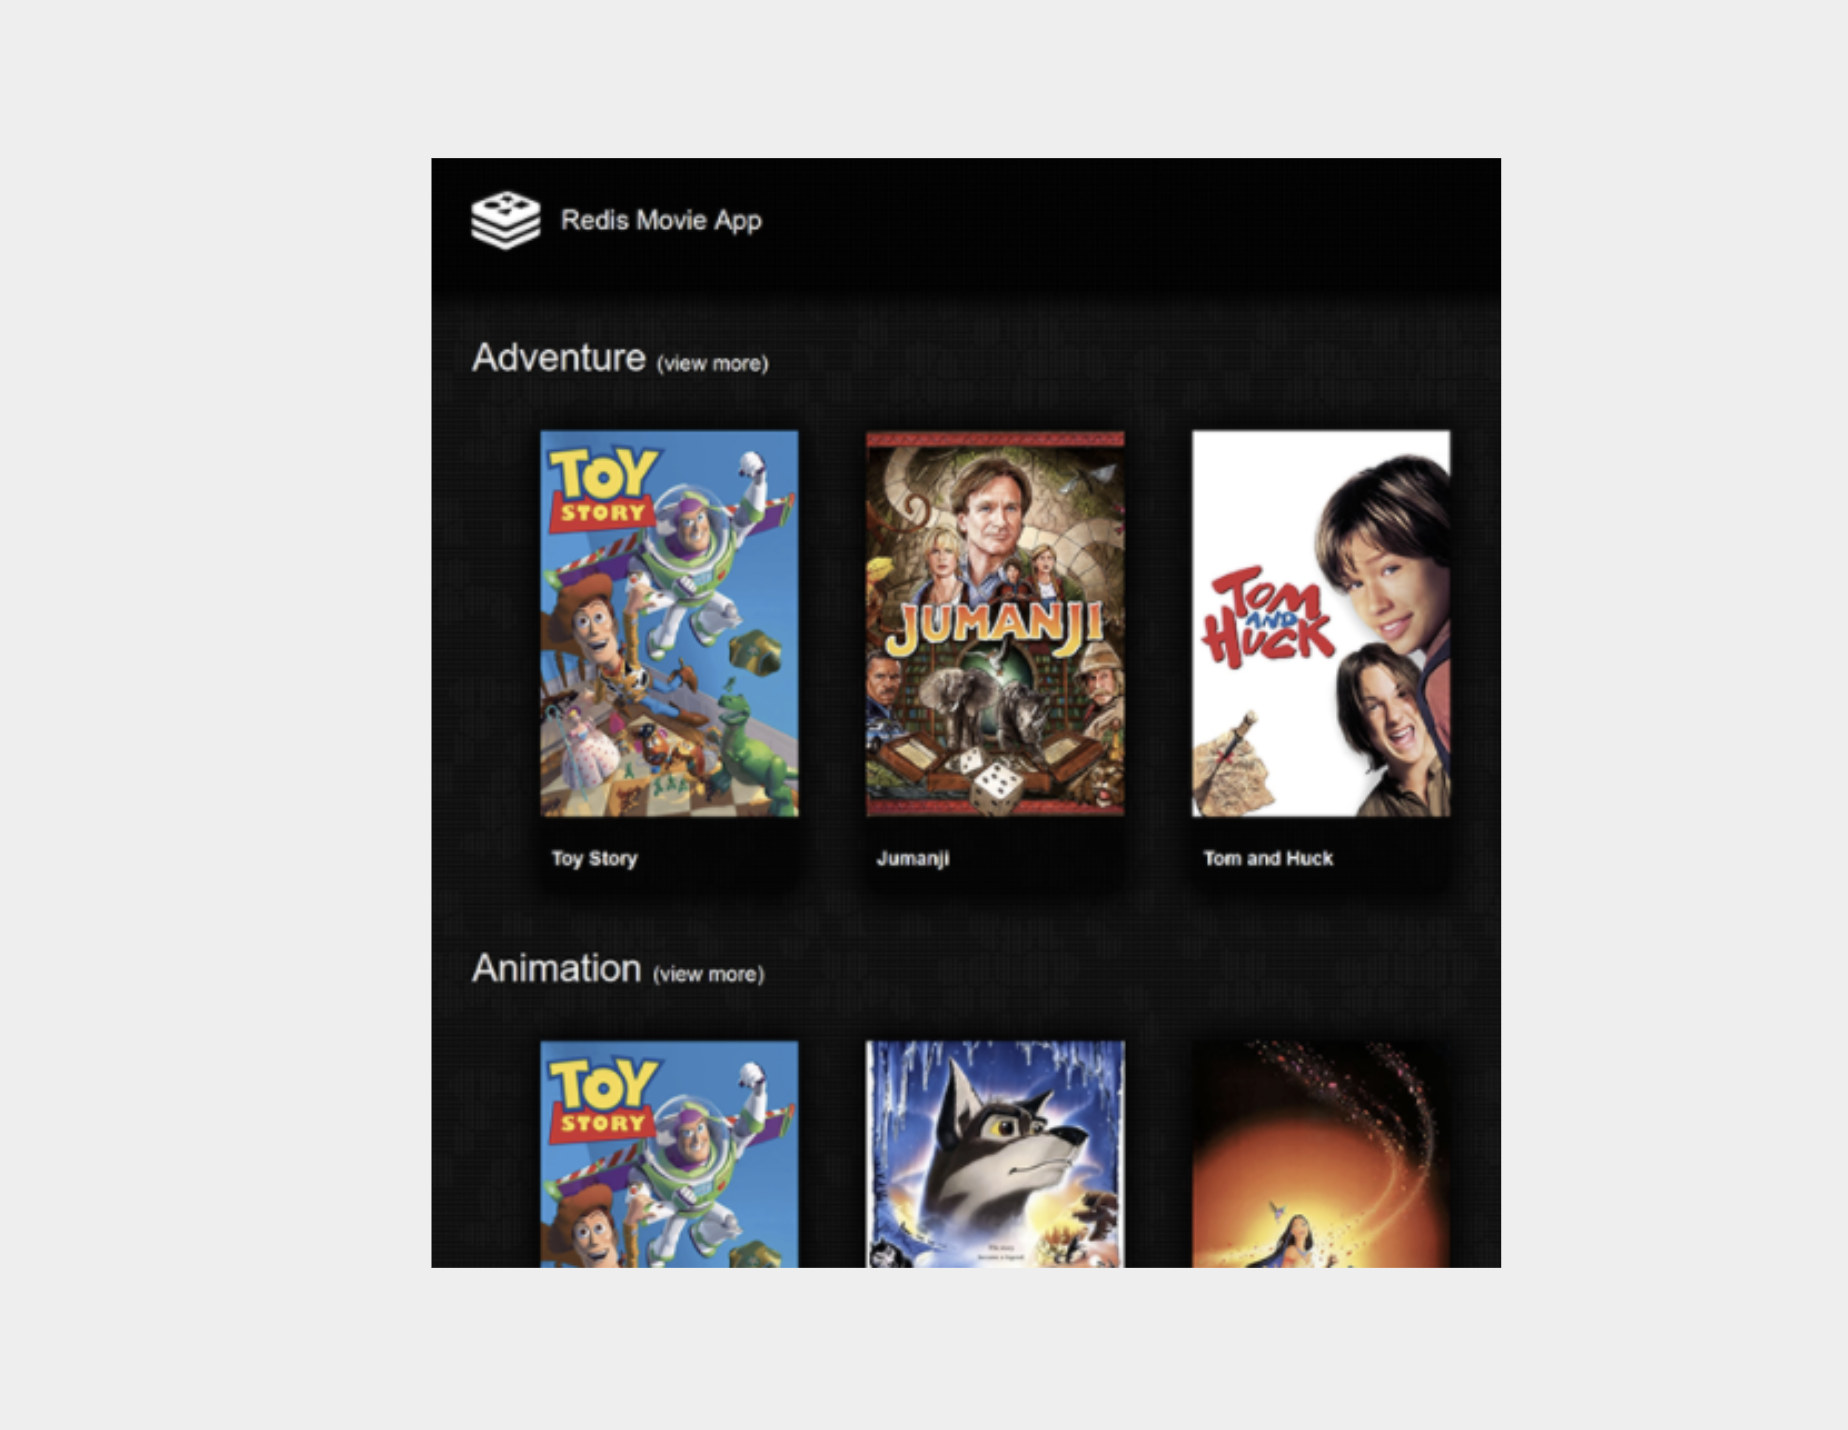 Redis Movie App
Adventure (view more)
TOY
STORY
JUMANJI
TOM
AND
HUCK
Toy Story
Jumanji
Tom and Huck
Animation (view more)
TOY
STORY